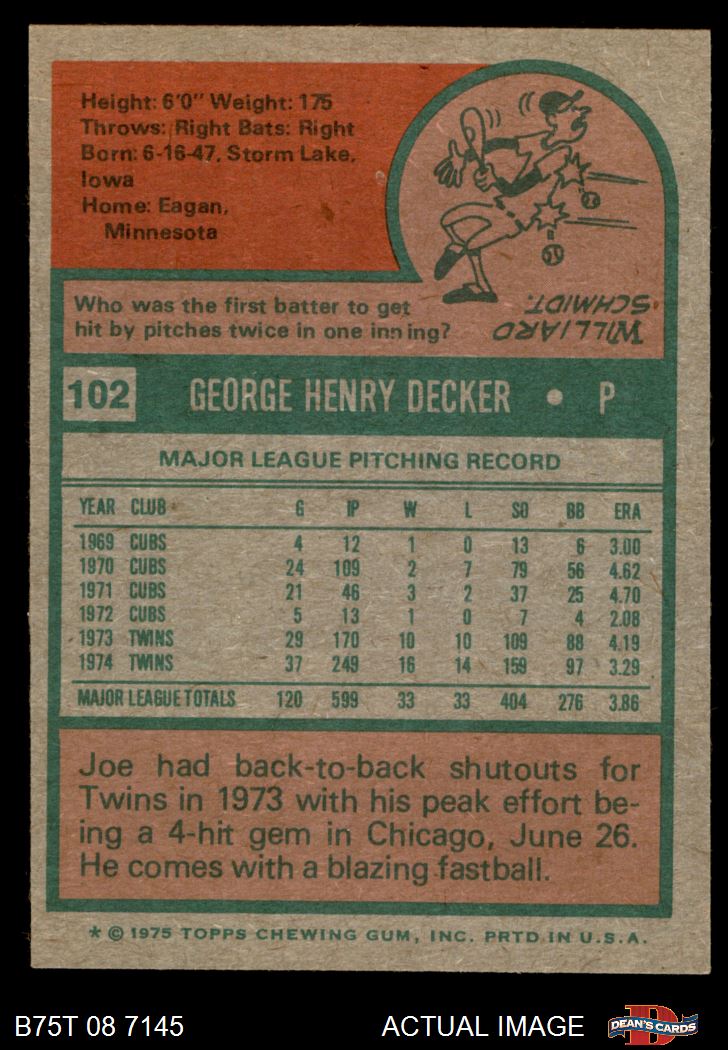 Height: 6'0" Weight: 175
Throws: Right Bats: Right
Born: 6-16-47, Storm Lake,
Iowa
Home: Eagan,
Minnesota
Who was the first batter to get
hit by pitches twice in one inning?
WILLIARD
SCHMIDT.
102 GEORGE HENRY DECKER • P
MAJOR LEAGUE PITCHING RECORD
YEAR CLUB G IP W L SO BB ERA
1969 CUBS 4 12 1 0 13 6 3.00
1970 CUBS 24 109 2 7 79 56 4.62
1971 CUBS 21 46 3 2 37 25 4.70
1972 CUBS 5 13 1 0 7 4 2.08
1973 TWINS 29 170 10 10 109 88 4.19
1974 TWINS 37 249 16 14 159 97 3.29
MAJOR LEAGUE TOTALS 120 599 33 33 404 276 3.86
Joe had back-to-back shutouts for
Twins in 1973 with his peak effort be-
ing a 4-hit gem in Chicago, June 26.
He comes with a blazing fastball.
* © 1975 TOPPS CHEWING GUM, INC. PRTD IN U.S.A.
B75T 08 7145 ACTUAL IMAGE D DEAN'S CARDS